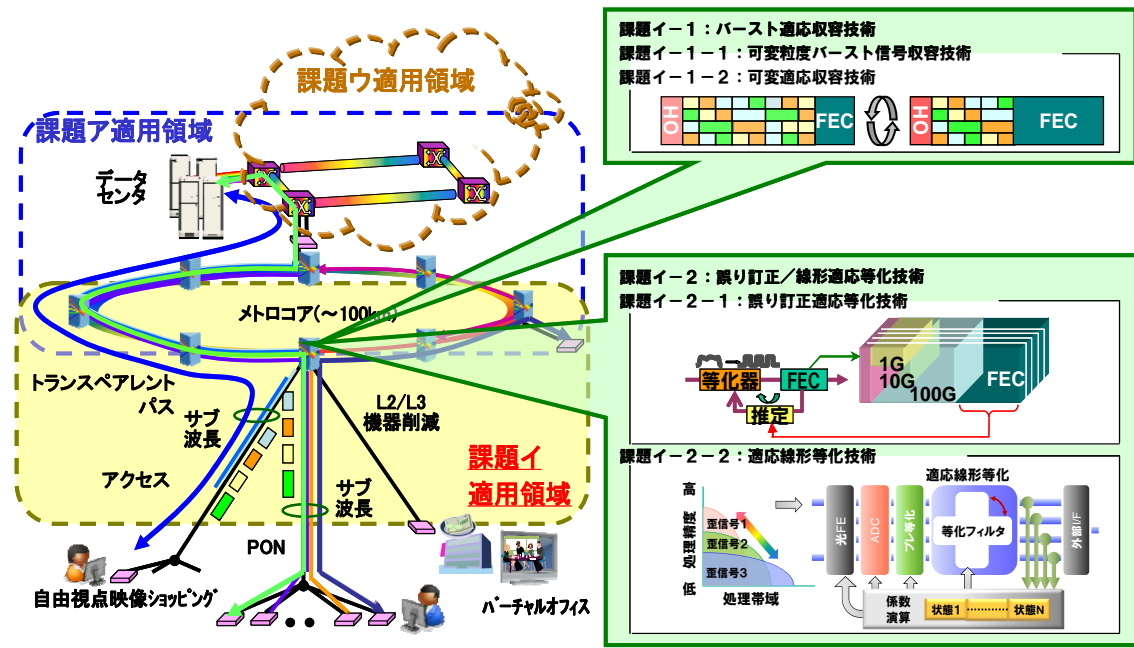 課題ウ適用領域
課題ア適用領域
データ
センタ
メトロコア(～100km)
トランスペアレント
パス
サブ
波長
アクセス
L2/L3
機器削減
課題イ
適用領域
サブ
波長
PON
自由視点映像ショッピング
バーチャルオフィス
課題イ－１：バースト適応収容技術
課題イ－１－１：可変粒度バースト信号収容技術
課題イ－１－２：可変適応収容技術
OH
FEC
OH
FEC
課題イ－２：誤り訂正／線形適応等化技術
課題イ－２－１：誤り訂正適応等化技術
等化器
FEC
推定
1G
10G
100G
FEC
課題イ－２－２：適応線形等化技術
高
処理精度
低
歪信号1
歪信号2
歪信号3
処理帯域
光FE
ADC
プレ等化
適応線形等化
等化フィルタ
外部I/F
係数
演算
状態1
…………
状態N